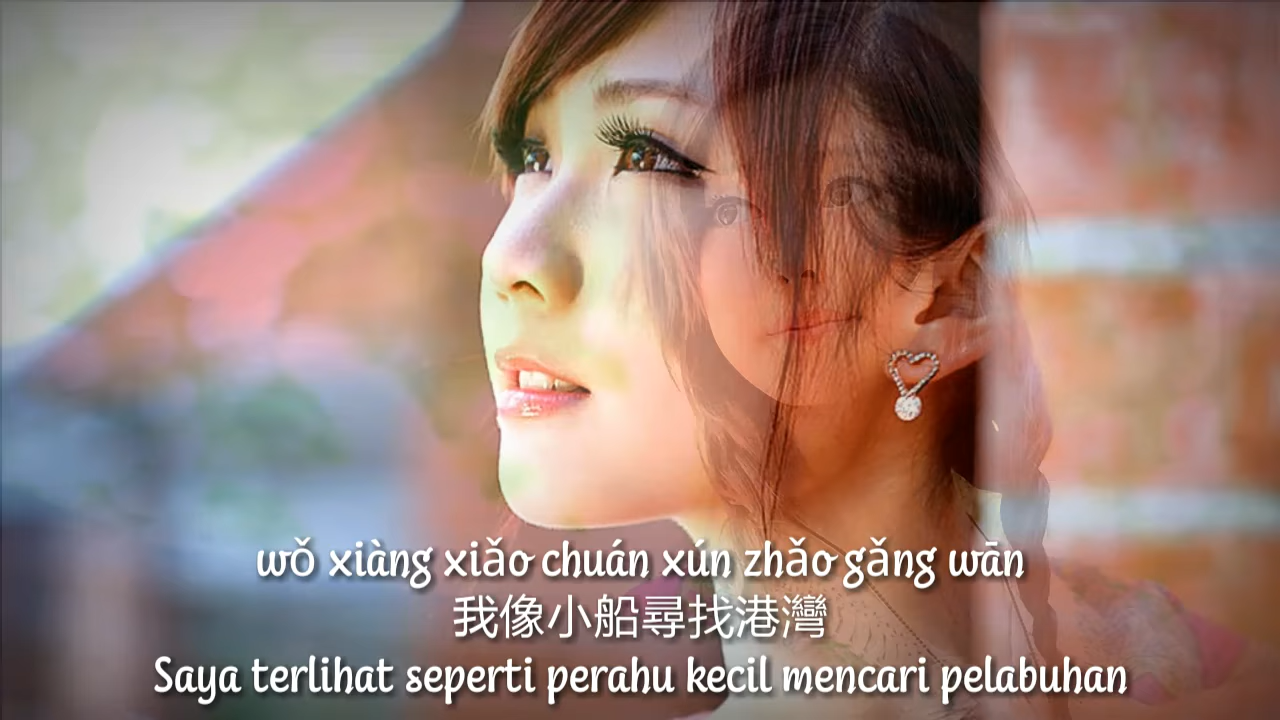 wǒ xiàng xiǎo chuán xún zhǎo gǎng wān
我像小船尋找港灣
Saya terlihat seperti perahu kecil mencari pelabuhan